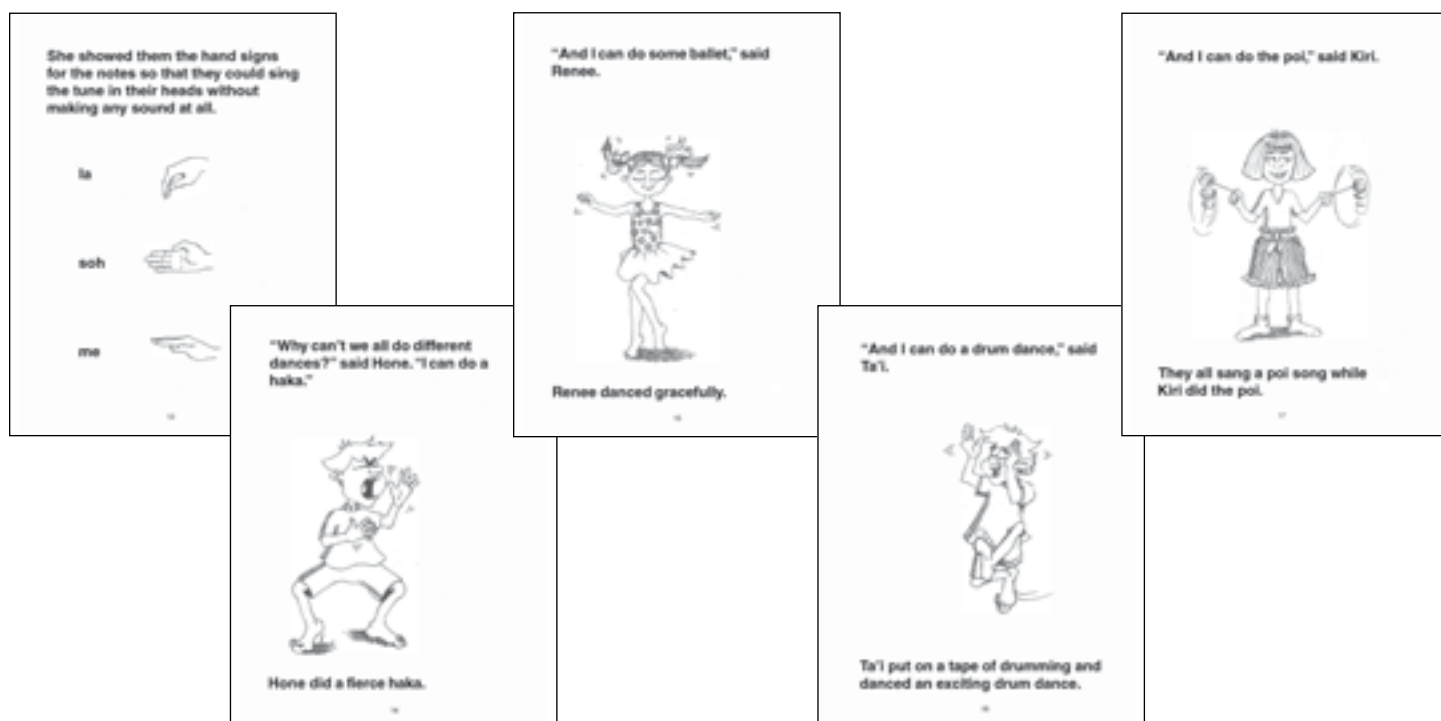 She showed them the hand signs
for the notes so that they could sing
the tune in their heads without
making any sound at all.
la
soh
me
"Why can't we all do different
dances?" said Hone. "I can do a
haka."
Hone did a fierce haka.
"And I can do some ballet," said
Renee.
Renee danced gracefully.
"And I can do a drum dance," said
Ta'i.
Ta'i put on a tape of drumming and
danced an exciting drum dance.
"And I can do the poi," said Kiri.
They all sang a poi song while
Kiri did the poi.
17